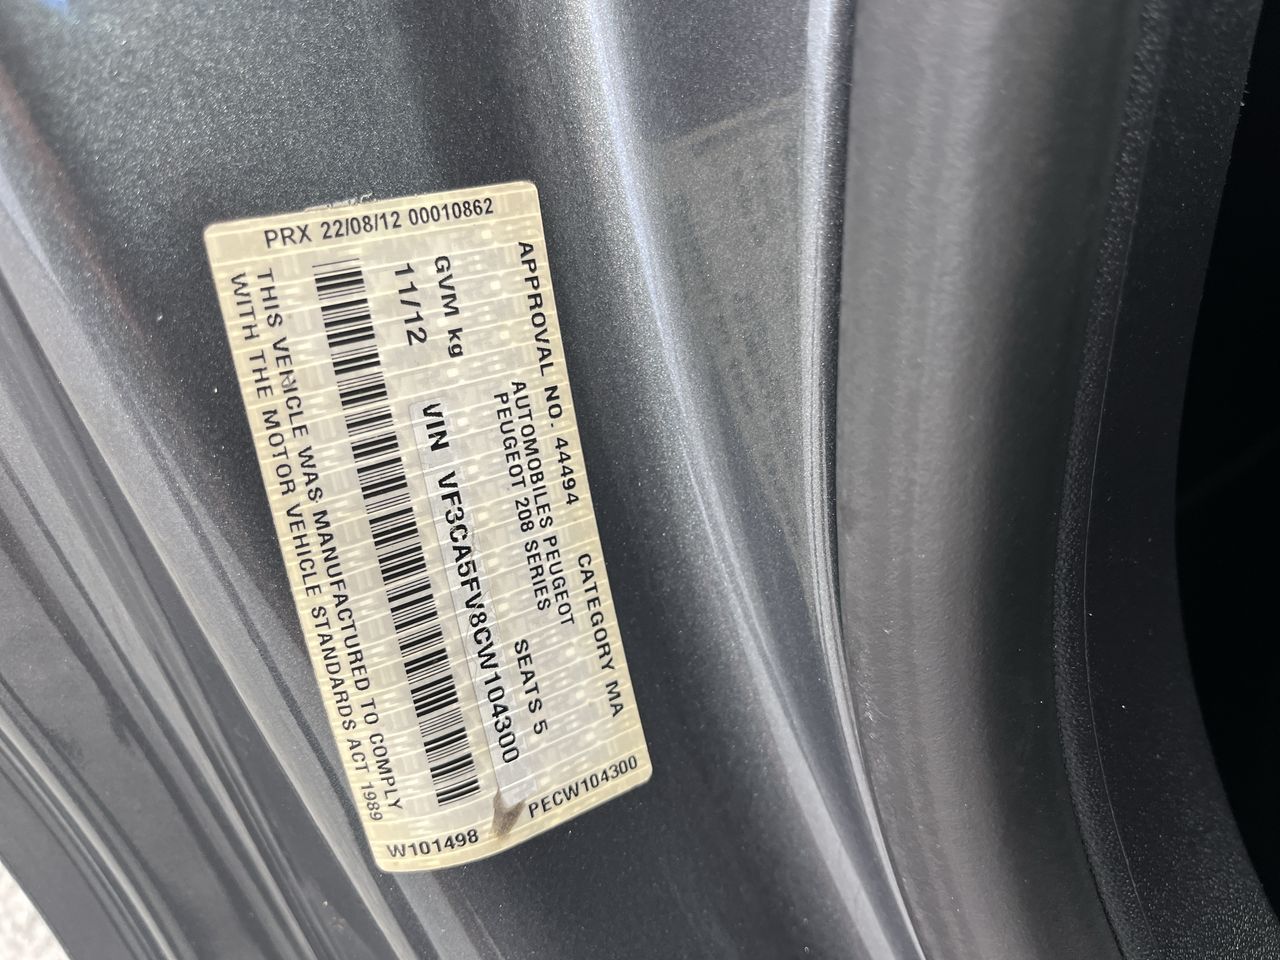 PRX 22/08/12 00010862
APPROVAL NO. 44494 CATEGORY MA
AUTOMOBILES PEUGEOT
PEUGEOT 208 SERIES SEATS 5
GVM kg
11/12 VIN VF3CA5FV8CW104300
THIS VEHICLE WAS MANUFACTURED TO COMPLY
WITH THE MOTOR VEHICLE STANDARDS ACT 1989
W101498 PECW104300